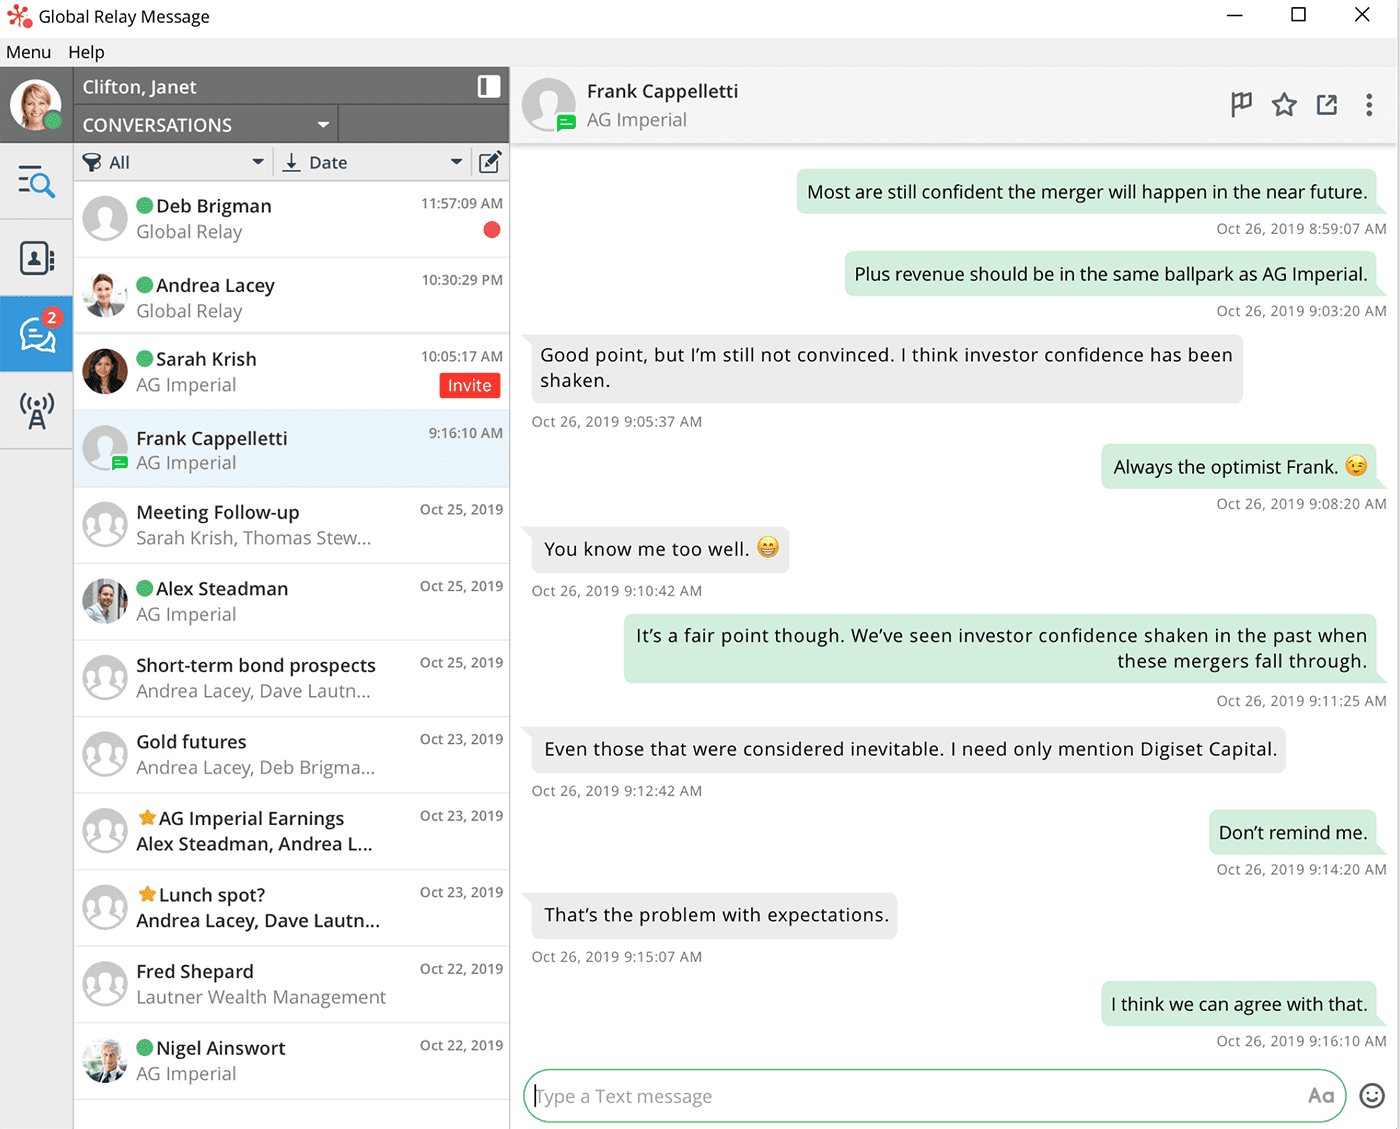 Global Relay Message
Menu Help
Clifton, Janet
CONVERSATIONS
All Date
Deb Brigman 11:57:09 AM
Global Relay
Andrea Lacey 10:30:29 PM
Global Relay
2
Sarah Krish 10:05:17 AM
AG Imperial Invite
Frank Cappelletti 9:16:10 AM
AG Imperial
Meeting Follow-up Oct 25, 2019
Sarah Krish, Thomas Stew...
Alex Steadman Oct 25, 2019
AG Imperial
Short-term bond prospects Oct 25, 2019
Andrea Lacey, Dave Lautn...
Gold futures Oct 23, 2019
Andrea Lacey, Deb Brigma...
AG Imperial Earnings Oct 23, 2019
Alex Steadman, Andrea L...
Lunch spot? Oct 23, 2019
Andrea Lacey, Dave Lautn...
Fred Shepard Oct 22, 2019
Lautner Wealth Management
Nigel Ainswort Oct 22, 2019
AG Imperial
Frank Cappelletti
AG Imperial
Most are still confident the merger will happen in the near future.
Oct 26, 2019 8:59:07 AM
Plus revenue should be in the same ballpark as AG Imperial.
Oct 26, 2019 9:03:20 AM
Good point, but I’m still not convinced. I think investor confidence has been
shaken.
Oct 26, 2019 9:05:37 AM
Always the optimist Frank. 😉
Oct 26, 2019 9:08:20 AM
You know me too well. 😁
Oct 26, 2019 9:10:42 AM
It’s a fair point though. We’ve seen investor confidence shaken in the past when
these mergers fall through.
Oct 26, 2019 9:11:25 AM
Even those that were considered inevitable. I need only mention Digiset Capital.
Oct 26, 2019 9:12:42 AM
Don’t remind me.
Oct 26, 2019 9:14:20 AM
That’s the problem with expectations.
Oct 26, 2019 9:15:07 AM
I think we can agree with that.
Oct 26, 2019 9:16:10 AM
Type a Text message Aa